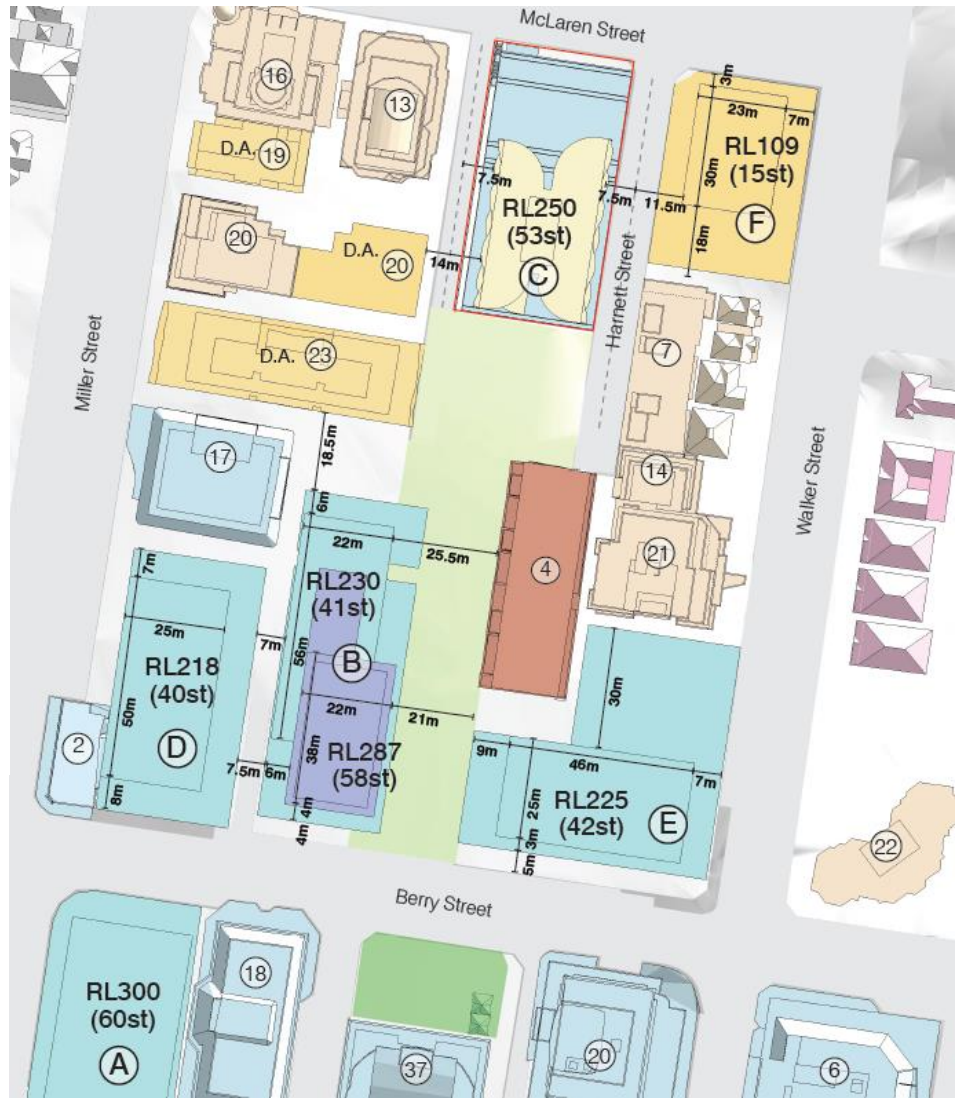 McLaren Street
16
13
3m
23m
7m
RL109
(15st)
30m
18m
F
D.A. 19
7.5m
7.5m
11.5m
RL250
(53st)
C
20
D.A. 20
14m
Harnett Street
D.A. 23
7
Miller Street
17
18.5m
14
Walker Street
6m
22m
25.5m
4
21
7m
RL230
(41st)
25m
7m
56m
B
RL218
(40st)
50m
30m
22m
21m
2
D
38m
RL287
(58st)
9m
46m
7m
7.5m
6m
25m
RL225
(42st)
E
8m
4m
4m
3m
5m
22
Berry Street
18
RL300
(60st)
A
37
20
6